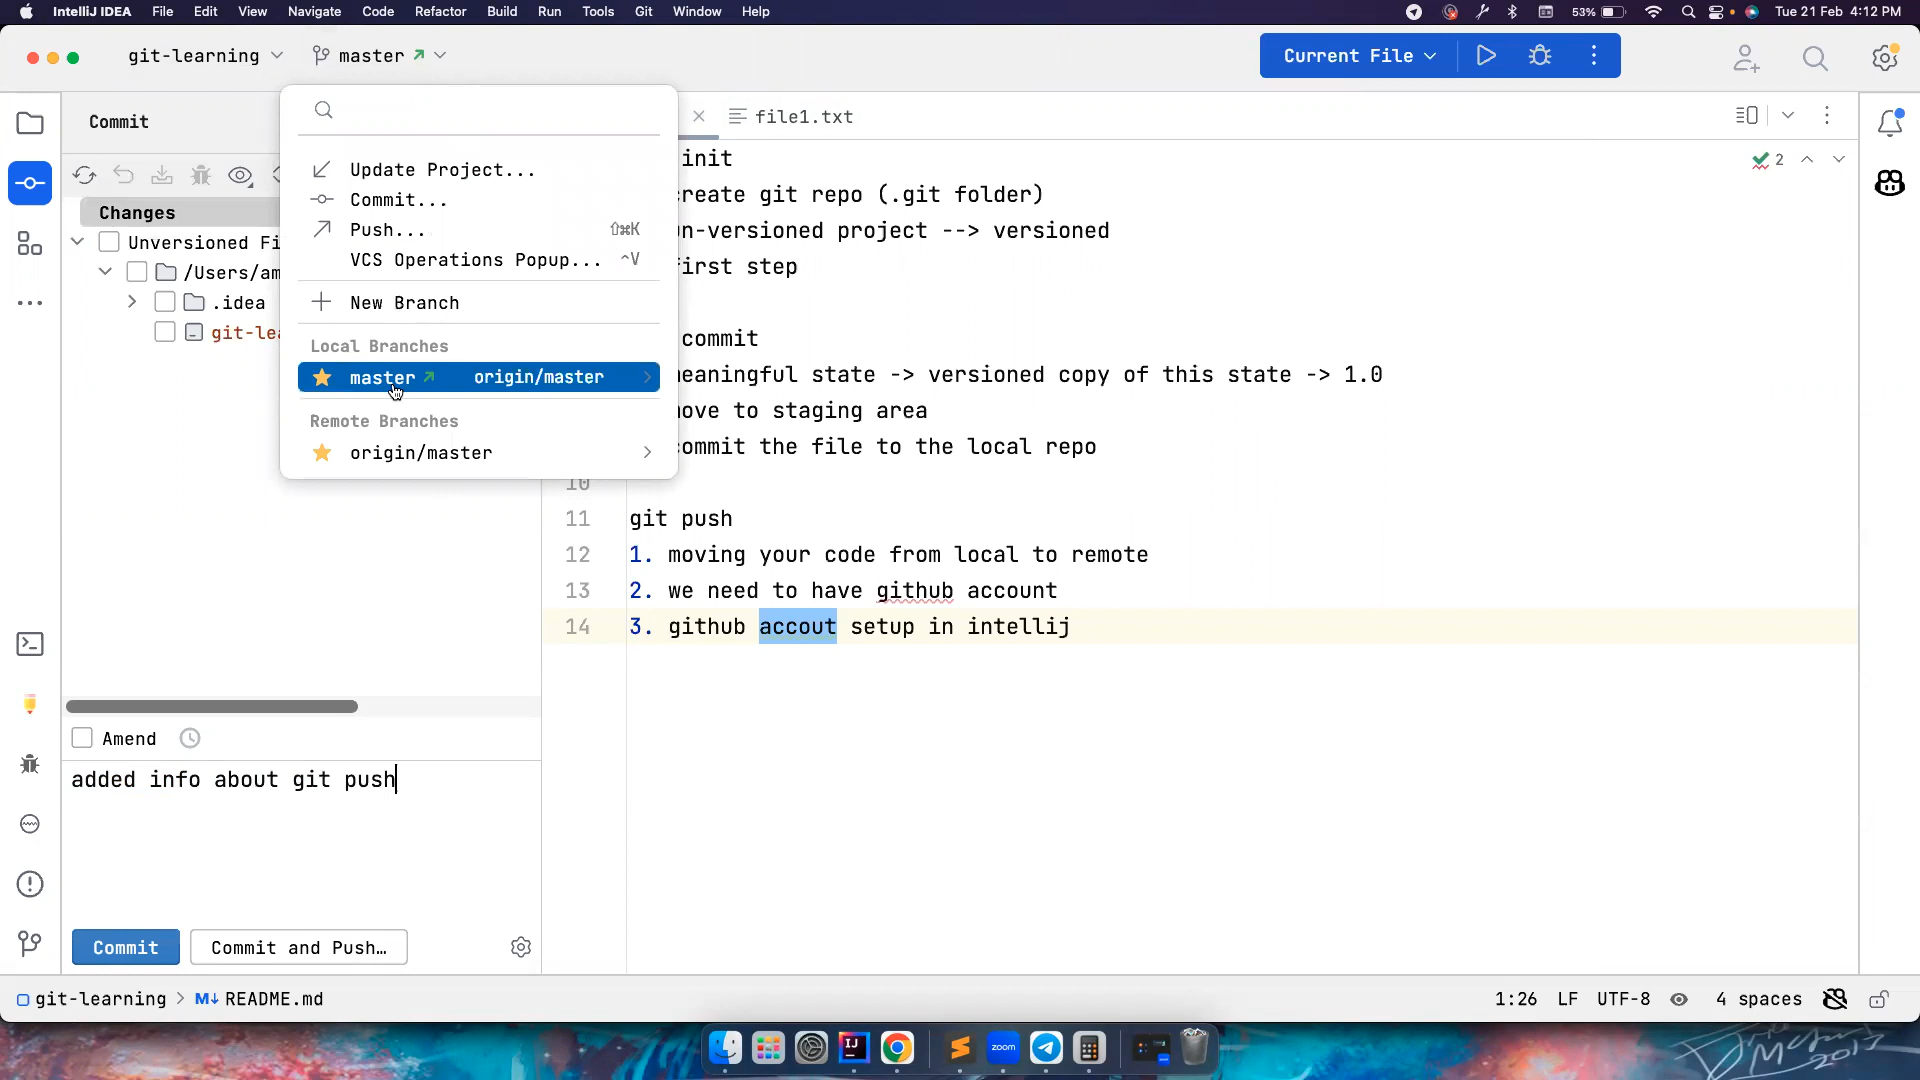 IntelliJ IDEA File Edit View Navigate Code Refactor Build Run Tools Git Window Help 53% Tue 21 Feb 4:12 PM
git-learning master Current File
Commit file1.txt
init 2
reate git repo (.git folder)
Changes
Update Project...
Commit...
Push... ⇧⌘K
VCS Operations Popup... ^V
New Branch
Local Branches
master origin/master
Remote Branches
origin/master
Unversioned Fi
/Users/am
.idea
git-lea
n-versioned project --> versioned
irst step
commit
eaningful state -> versioned copy of this state -> 1.0
ove to staging area
ommit the file to the local repo
10
11 git push
12 1. moving your code from local to remote
13 2. we need to have github account
14 3. github accout setup in intellij
Amend
added info about git push
Commit Commit and Push...
git-learning > M↓ README.md 1:26 LF UTF-8 4 spaces
IJ zoom